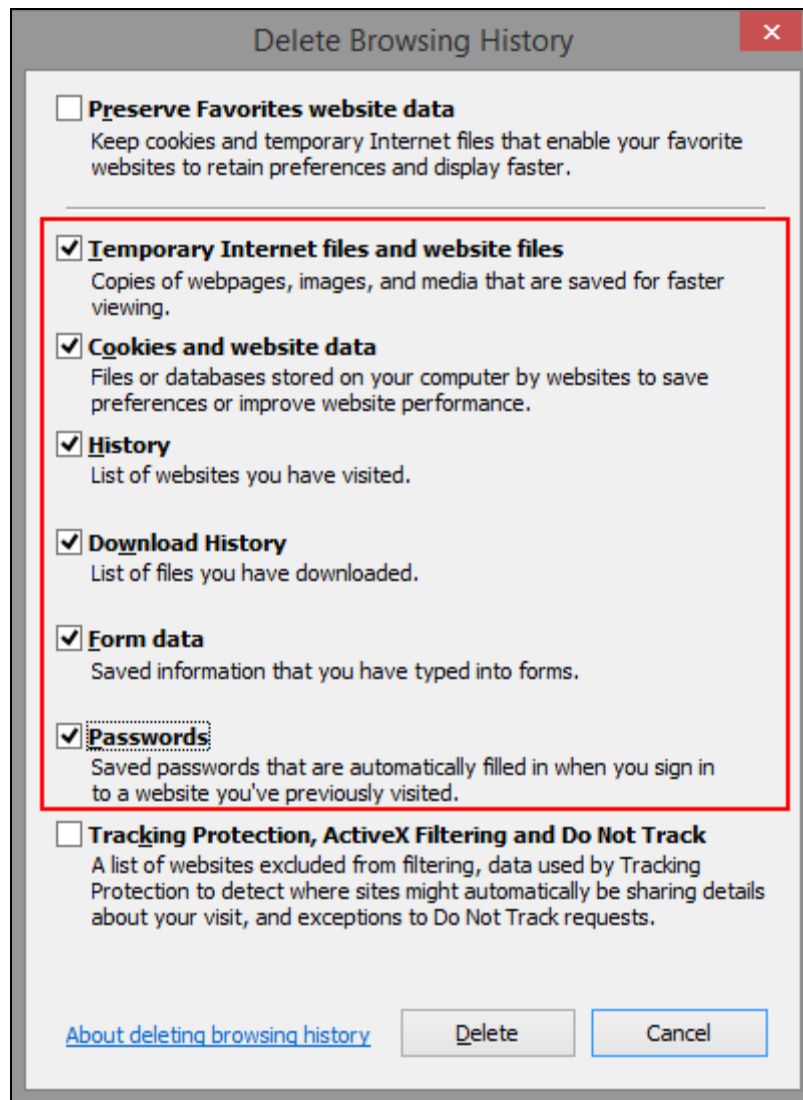 Delete Browsing History
Preserve Favorites website data
Keep cookies and temporary Internet files that enable your favorite
websites to retain preferences and display faster.
Temporary Internet files and website files
Copies of webpages, images, and media that are saved for faster
viewing.
Cookies and website data
Files or databases stored on your computer by websites to save
preferences or improve website performance.
History
List of websites you have visited.
Download History
List of files you have downloaded.
Form data
Saved information that you have typed into forms.
Passwords
Saved passwords that are automatically filled in when you sign in
to a website you've previously visited.
Tracking Protection, ActiveX Filtering and Do Not Track
A list of websites excluded from filtering, data used by Tracking
Protection to detect where sites might automatically be sharing details
about your visit, and exceptions to Do Not Track requests.
About deleting browsing history Delete Cancel